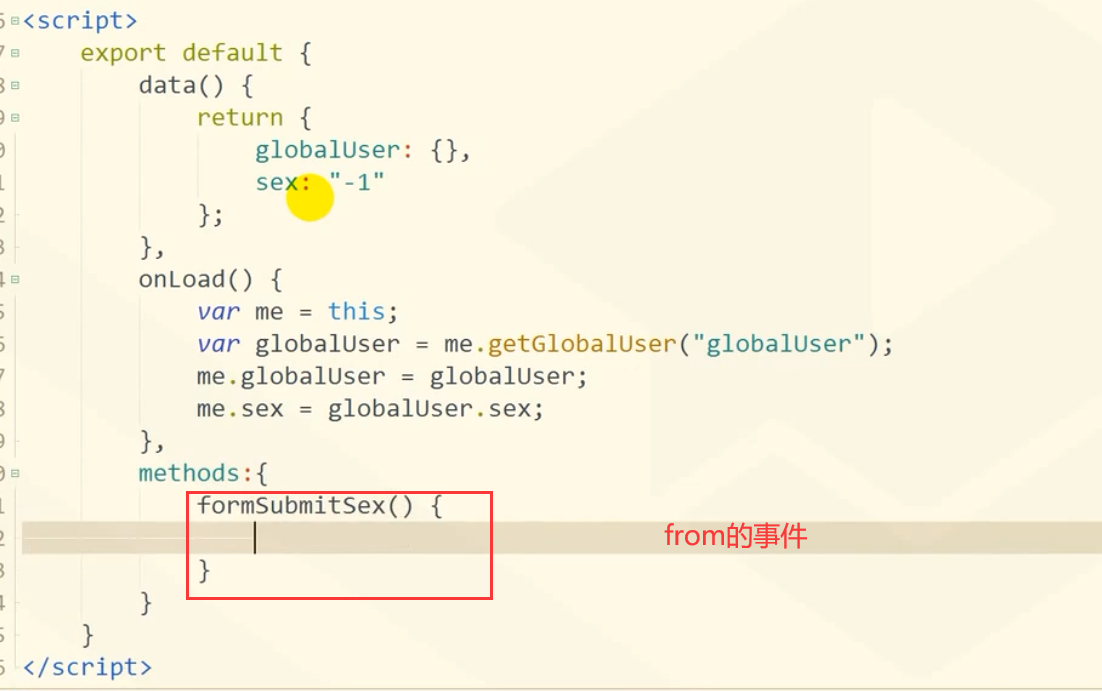 <script>
export default {
data() {
return {
globalUser: {},
sex: "-1"
};
},
onLoad() {
var me = this;
var globalUser = me.getGlobalUser("globalUser");
me.globalUser = globalUser;
me.sex = globalUser.sex;
},
methods:{
formSubmitSex() {
from的事件
}
}
}
</script>